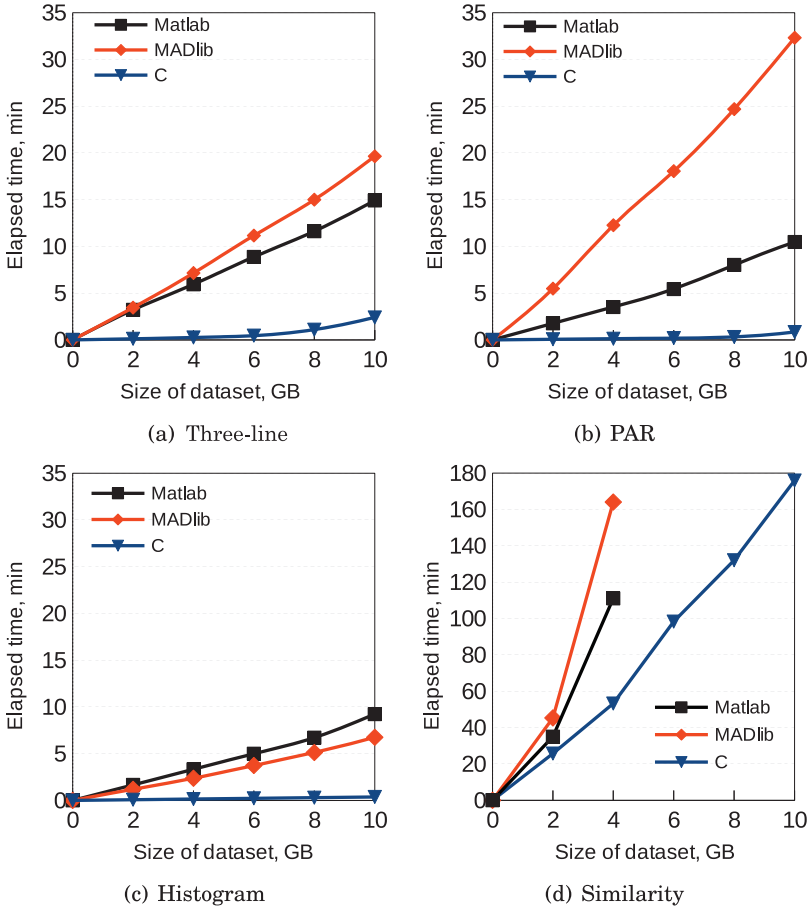 35
30
25
20
15
10
5
0
Elapsed time, min
Matlab
MADlib
C
0 2 4 6 8 10
Size of dataset, GB
(a) Three-line
35
30
25
20
15
10
5
0
Elapsed time, min
Matlab
MADlib
C
0 2 4 6 8 10
Size of dataset, GB
(b) PAR
35
30
25
20
15
10
5
0
Elapsed time, min
Matlab
MADlib
C
0 2 4 6 8 10
Size of dataset, GB
(c) Histogram
180
160
140
120
100
80
60
40
20
0
Elapsed time, min
Matlab
MADlib
C
0 2 4 6 8 10
Size of dataset, GB
(d) Similarity